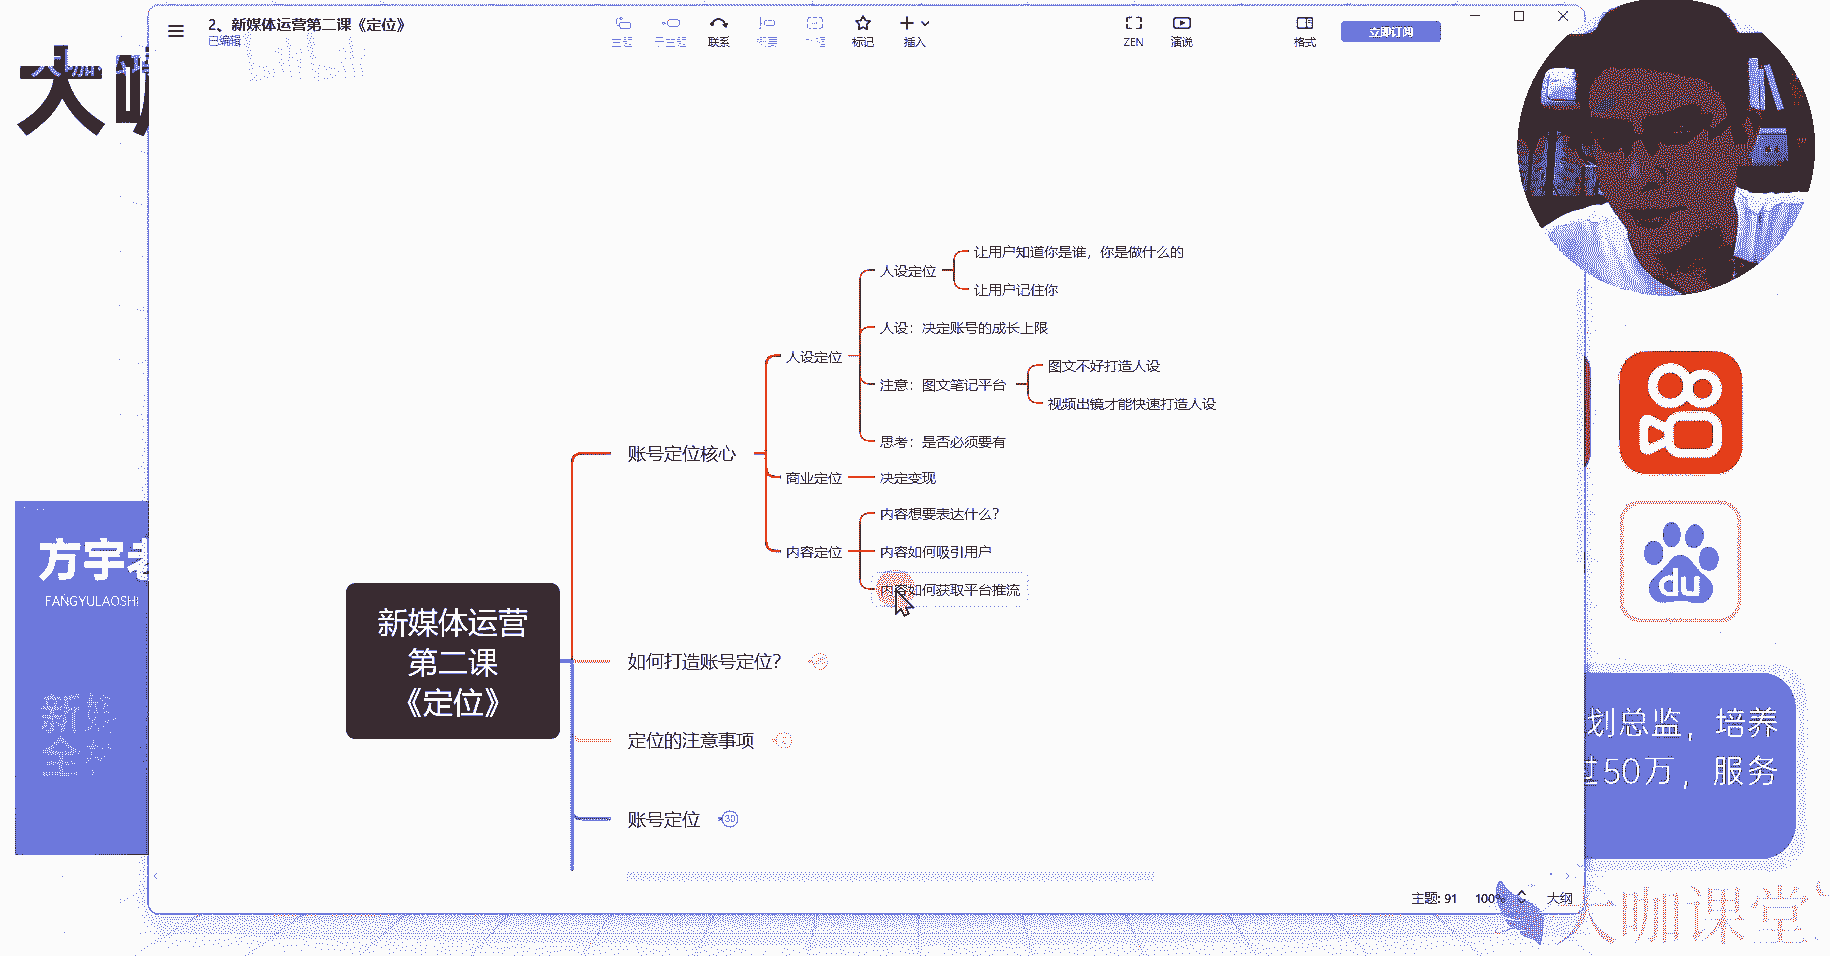 2、新媒体运营第二课《定位》
已编辑
联系
标记
插入
ZEN
演说
格式
立即订阅
大咖
人设定位
让用户知道你是谁，你是做什么的
让用户记住你
人设：决定账号的成长上限
人设定位
注意：图文笔记平台
图文不好打造人设
视频出镜才能快速打造人设
思考：是否必须要有
账号定位核心
商业定位
决定变现
内容想要表达什么？
内容定位
内容如何吸引用户
内容如何获取平台推流
新媒体运营
第二课
《定位》
如何打造账号定位？
定位的注意事项
账号定位
30
方宇老
FANGYULAOSHI
新媒
du
划总监，培养
过50万，服务
主题: 91
100%
大纲
大咖课堂